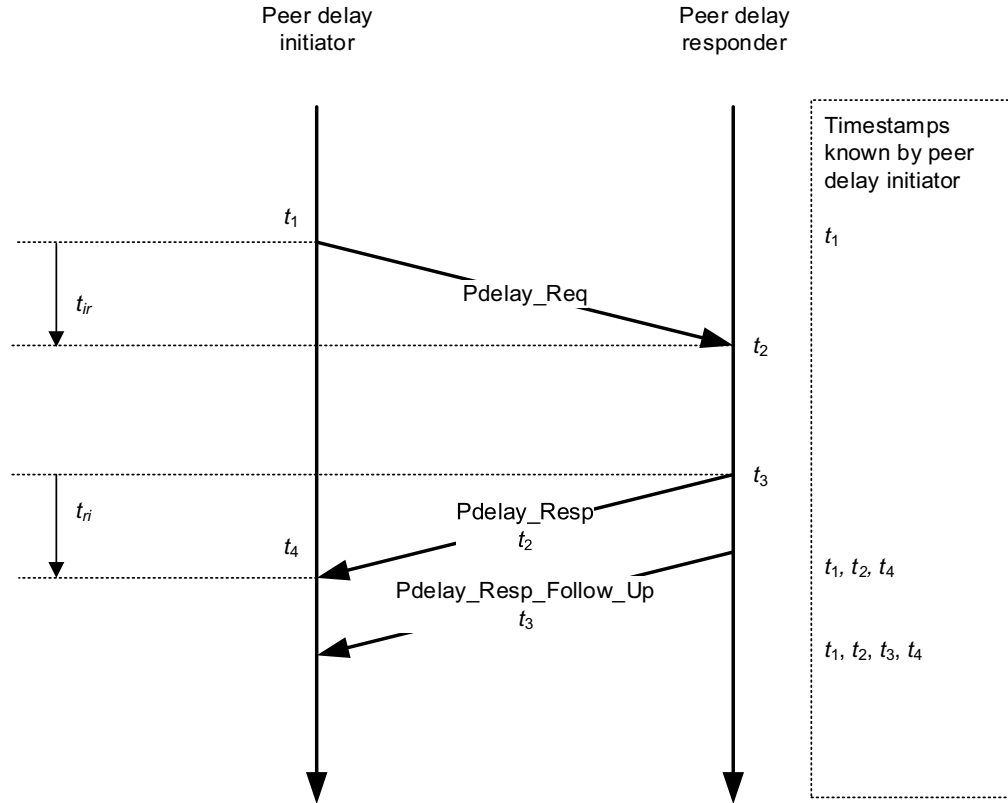 Peer delay
initiator
Peer delay
responder
Timestamps
known by peer
delay initiator
t1
t1
Pdelay_Req
tir
t2
t3
Pdelay_Resp
tri
t2
t4
t1, t2, t4
Pdelay_Resp_Follow_Up
t3
t1, t2, t3, t4